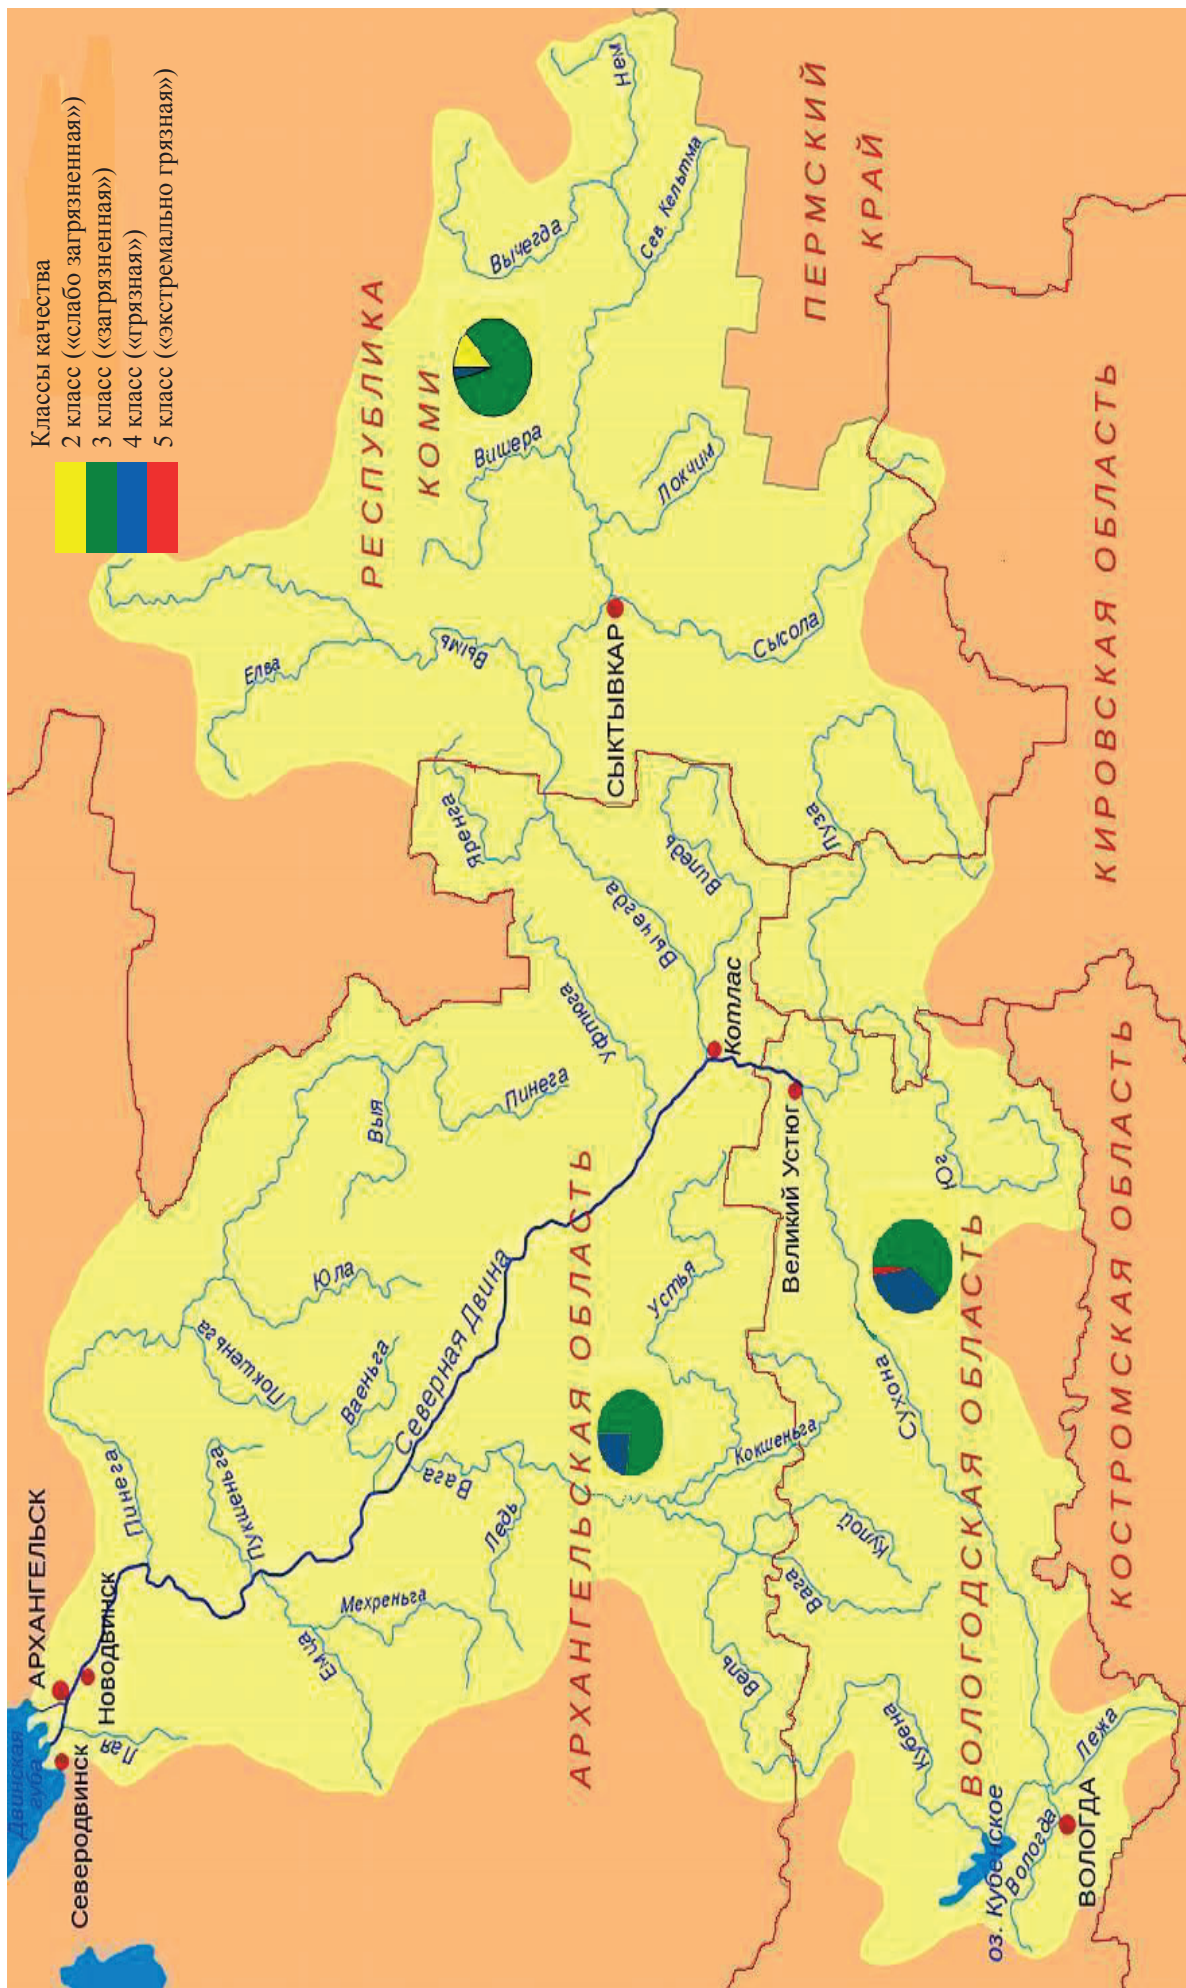 Классы качества
2 класс («слабо загрязненная»)
3 класс («загрязненная»)
4 класс («грязная»)
5 класс («экстремально грязная»)
Двинская
губа
АРХАНГЕЛЬСК
НОВОДВИНСК
Северодвинск
Лая
Пинега
Пукшеньга
Покшеньга
Юла
Выя
Пинега
Ваеньга
Северная Двина
Емца
Мехреньга
Ледь
Вага
Уфтюга
Яренга
Елва
Вымь
РЕСПУБЛИКА
КОМИ
Вишера
Вычегда
Нем
Сев. Кельтма
Локчим
СЫКТЫВКАР
Сысола
ПЕРМСКИЙ
КРАЙ
Вычегда
Виледь
Луза
Котлас
Великий Устюг
АРХАНГЕЛЬСКАЯ ОБЛАСТЬ
Устья
Кокшеньга
Кулой
Вага
Вель
Кубена
Сухона
Юг
ВОЛОГОДСКАЯ ОБЛАСТЬ
оз. Кубенское
Вологда
ВОЛОГДА
Лежа
КОСТРОМСКАЯ ОБЛАСТЬ
КИРОВСКАЯ ОБЛАСТЬ